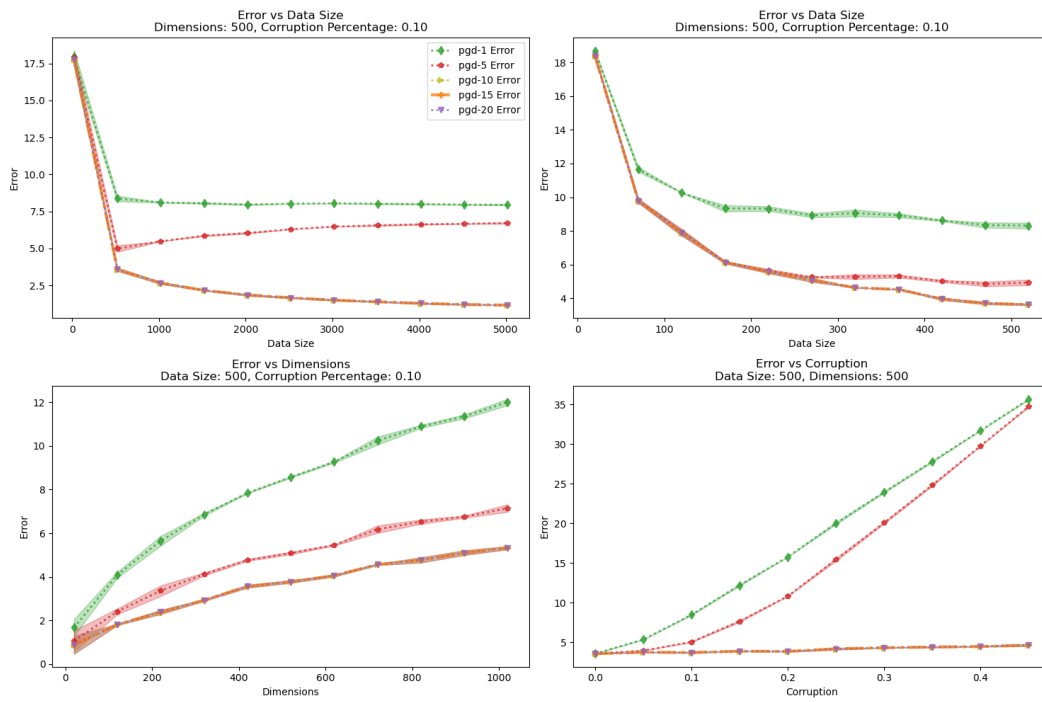 Error vs Data Size
Dimensions: 500, Corruption Percentage: 0.10
17.5
15.0
12.5
10.0
7.5
5.0
2.5
Error
pgd-1 Error
pgd-5 Error
pgd-10 Error
pgd-15 Error
pgd-20 Error
0 1000 2000 3000 4000 5000
Data Size
Error vs Data Size
Dimensions: 500, Corruption Percentage: 0.10
18
16
14
12
10
8
6
4
Error
0 100 200 300 400 500
Data Size
Error vs Dimensions
Data Size: 500, Corruption Percentage: 0.10
12
10
8
6
4
2
0
Error
0 200 400 600 800 1000
Dimensions
Error vs Corruption
Data Size: 500, Dimensions: 500
35
30
25
20
15
10
5
Error
0.0 0.1 0.2 0.3 0.4
Corruption